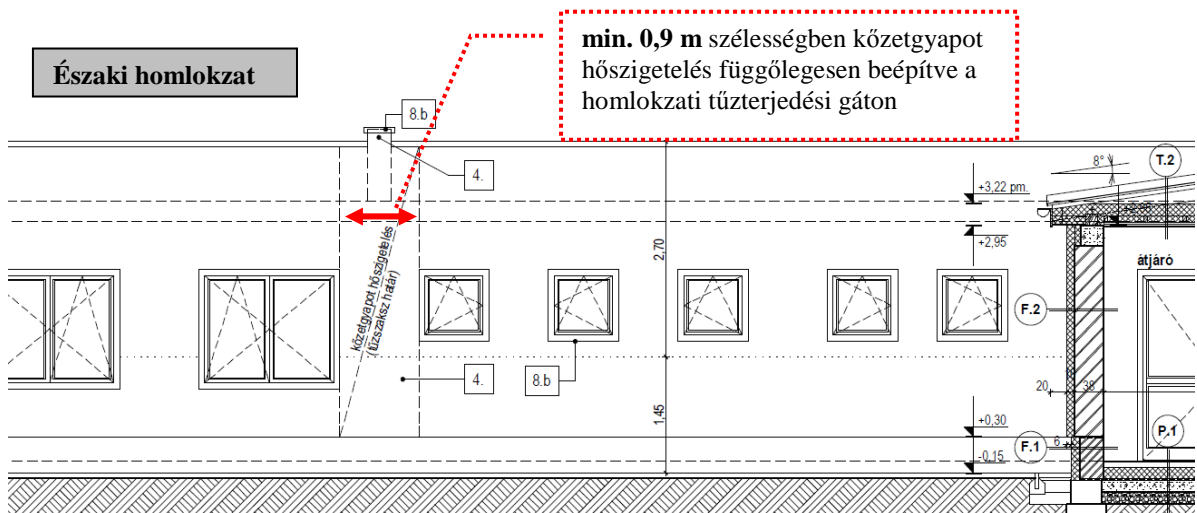 Északi homlokzat
min. 0,9 m szélességben kőzetgyapot
hőszigetelés függőlegesen beépítve a
homlokzati tűzterjedési gáton
8.b
4.
kőzetgyapot hőszigetelés
(tűzszaksz határ)
4.
8.b
2,70
1,45
+3,22 pm.
+2,95
+0,30
-0,15
8°
T.2
átjáró
F.2
20
38
F.1
6
P.1